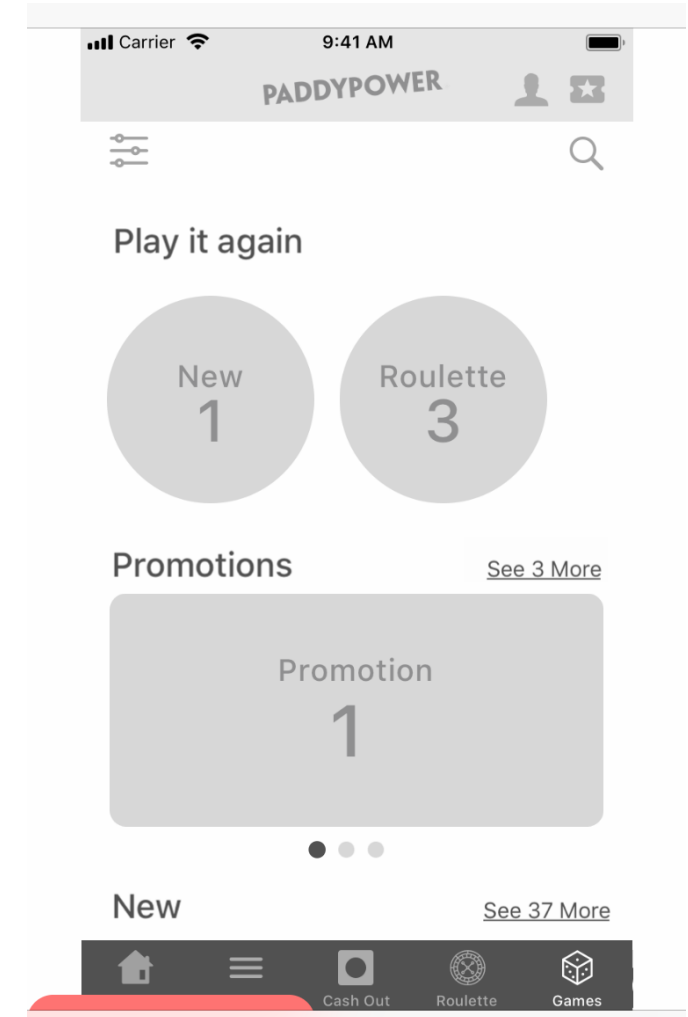 Carrier 9:41 AM
PADDYPOWER
Play it again
New Roulette
1 3
Promotions See 3 More
Promotion
1
New See 37 More
Cash Out Roulette Games